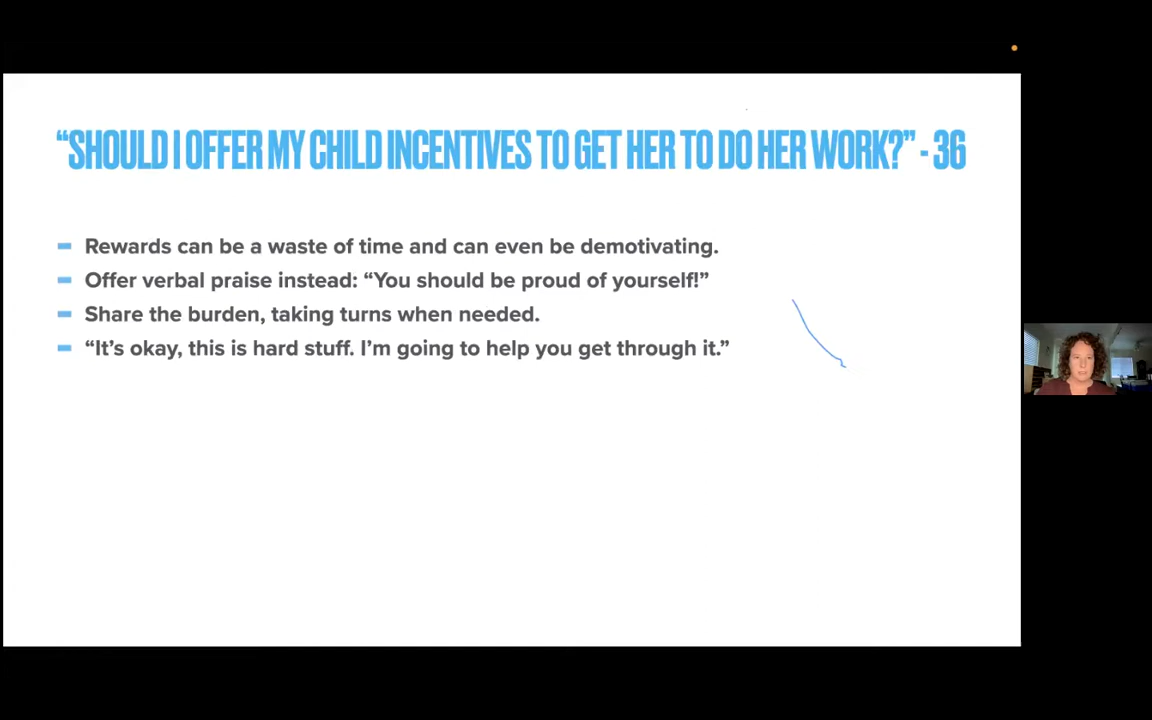 “SHOULD I OFFER MY CHILD INCENTIVES TO GET HER TO DO HER WORK?” - 36
Rewards can be a waste of time and can even be demotivating.
Offer verbal praise instead: “You should be proud of yourself!”
Share the burden, taking turns when needed.
“It’s okay, this is hard stuff. I’m going to help you get through it.”